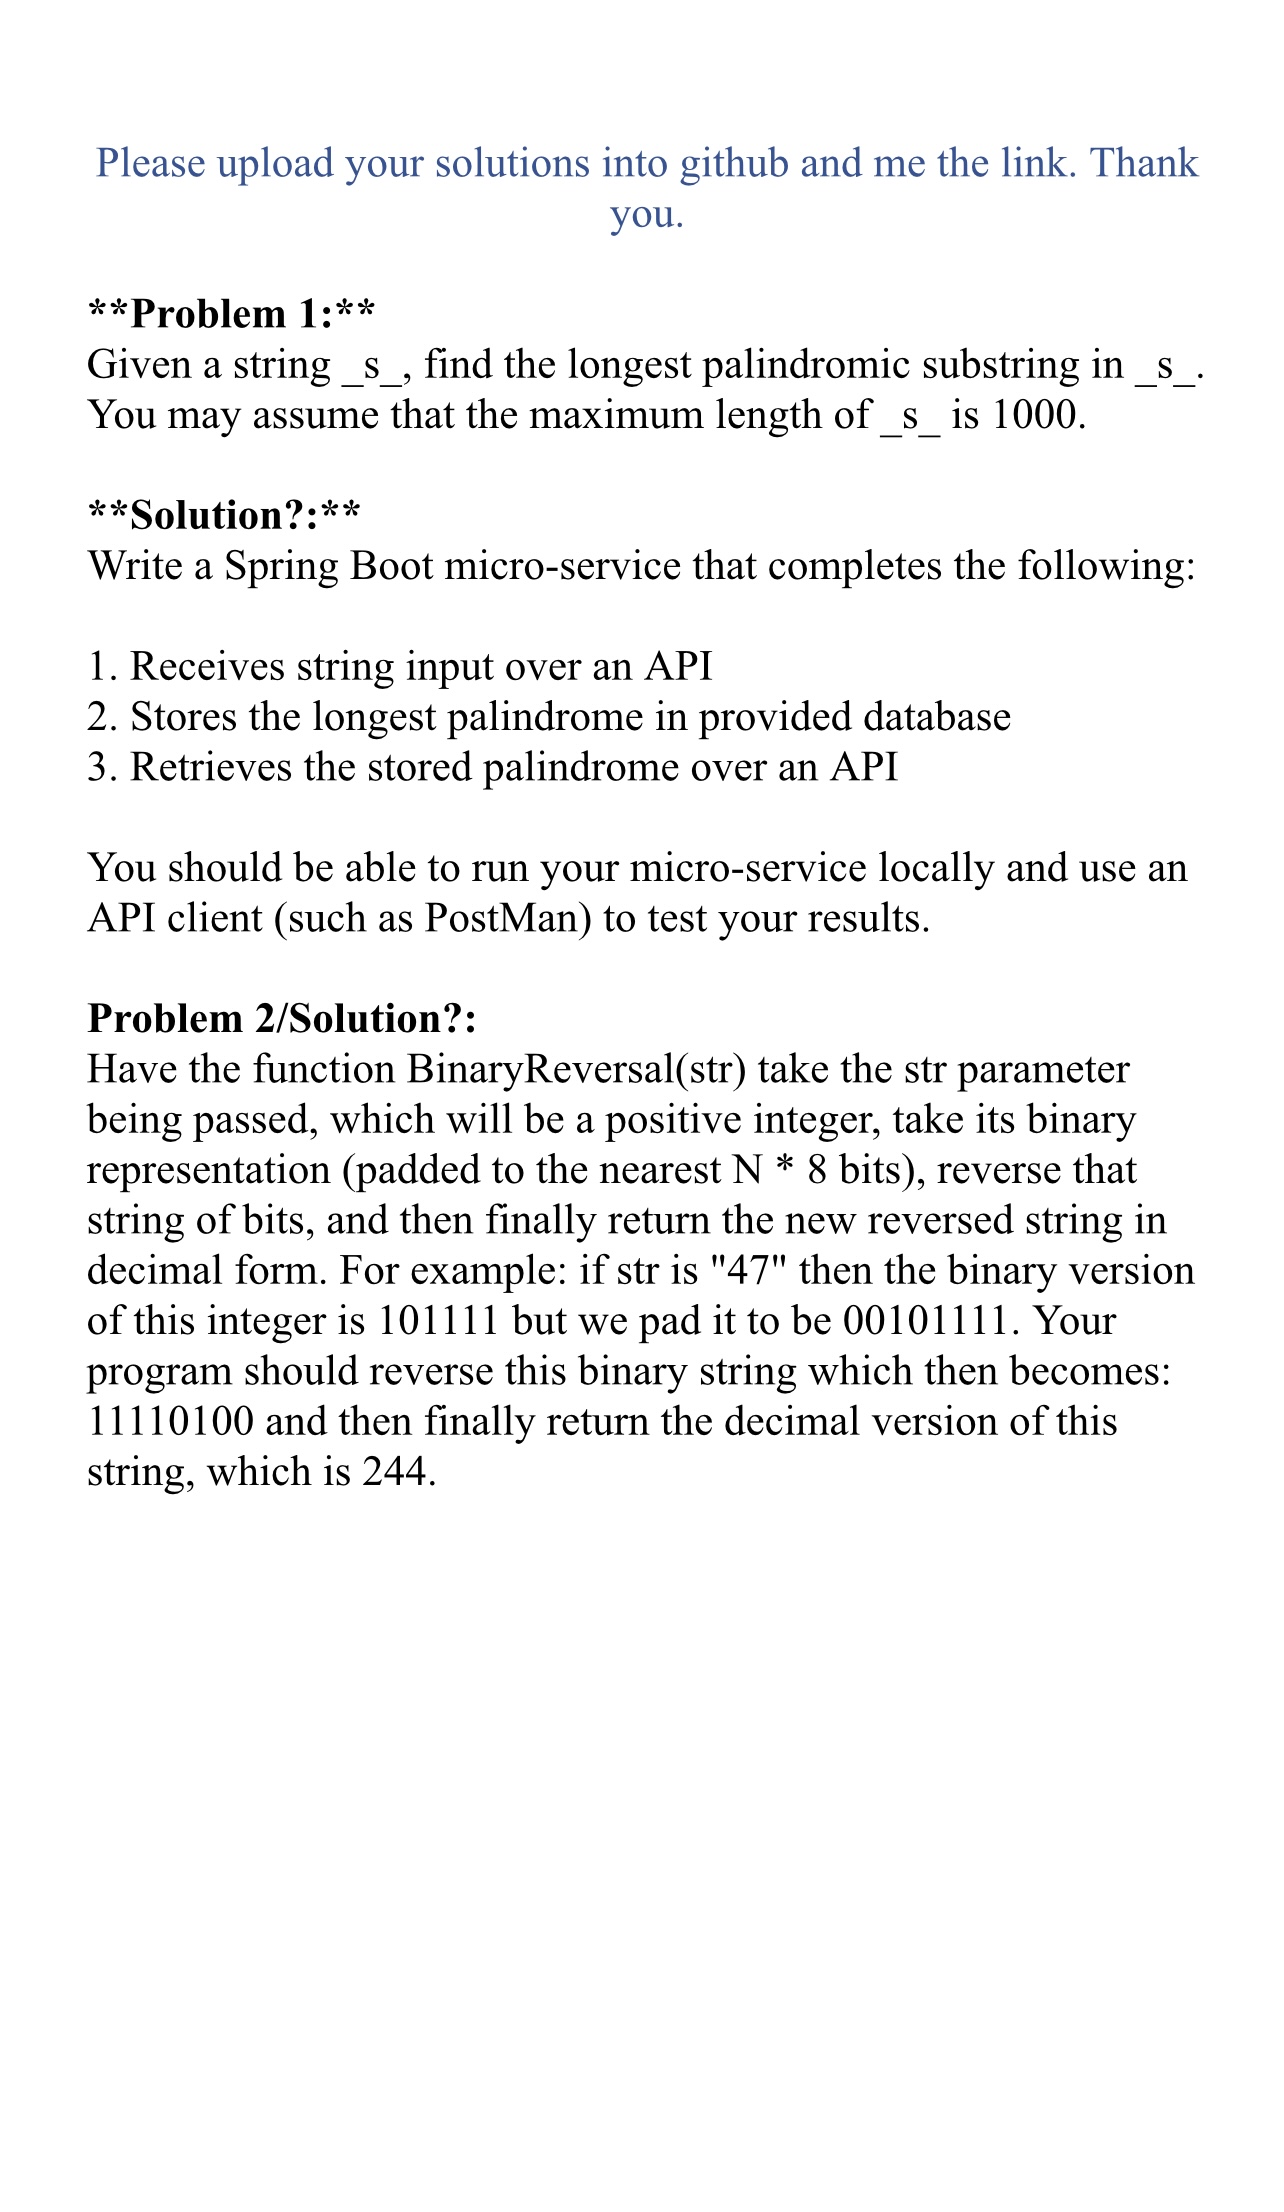 Please upload your solutions into github and me the link. Thank
you.
**Problem 1:**
Given a string _s_, find the longest palindromic substring in _s_.
You may assume that the maximum length of _s_ is 1000.
**Solution?:**
Write a Spring Boot micro-service that completes the following:
1. Receives string input over an API
2. Stores the longest palindrome in provided database
3. Retrieves the stored palindrome over an API
You should be able to run your micro-service locally and use an
API client (such as PostMan) to test your results.
Problem 2/Solution?:
Have the function BinaryReversal(str) take the str parameter
being passed, which will be a positive integer, take its binary
representation (padded to the nearest N * 8 bits), reverse that
string of bits, and then finally return the new reversed string in
decimal form. For example: if str is "47" then the binary version
of this integer is 101111 but we pad it to be 00101111. Your
program should reverse this binary string which then becomes:
11110100 and then finally return the decimal version of this
string, which is 244.